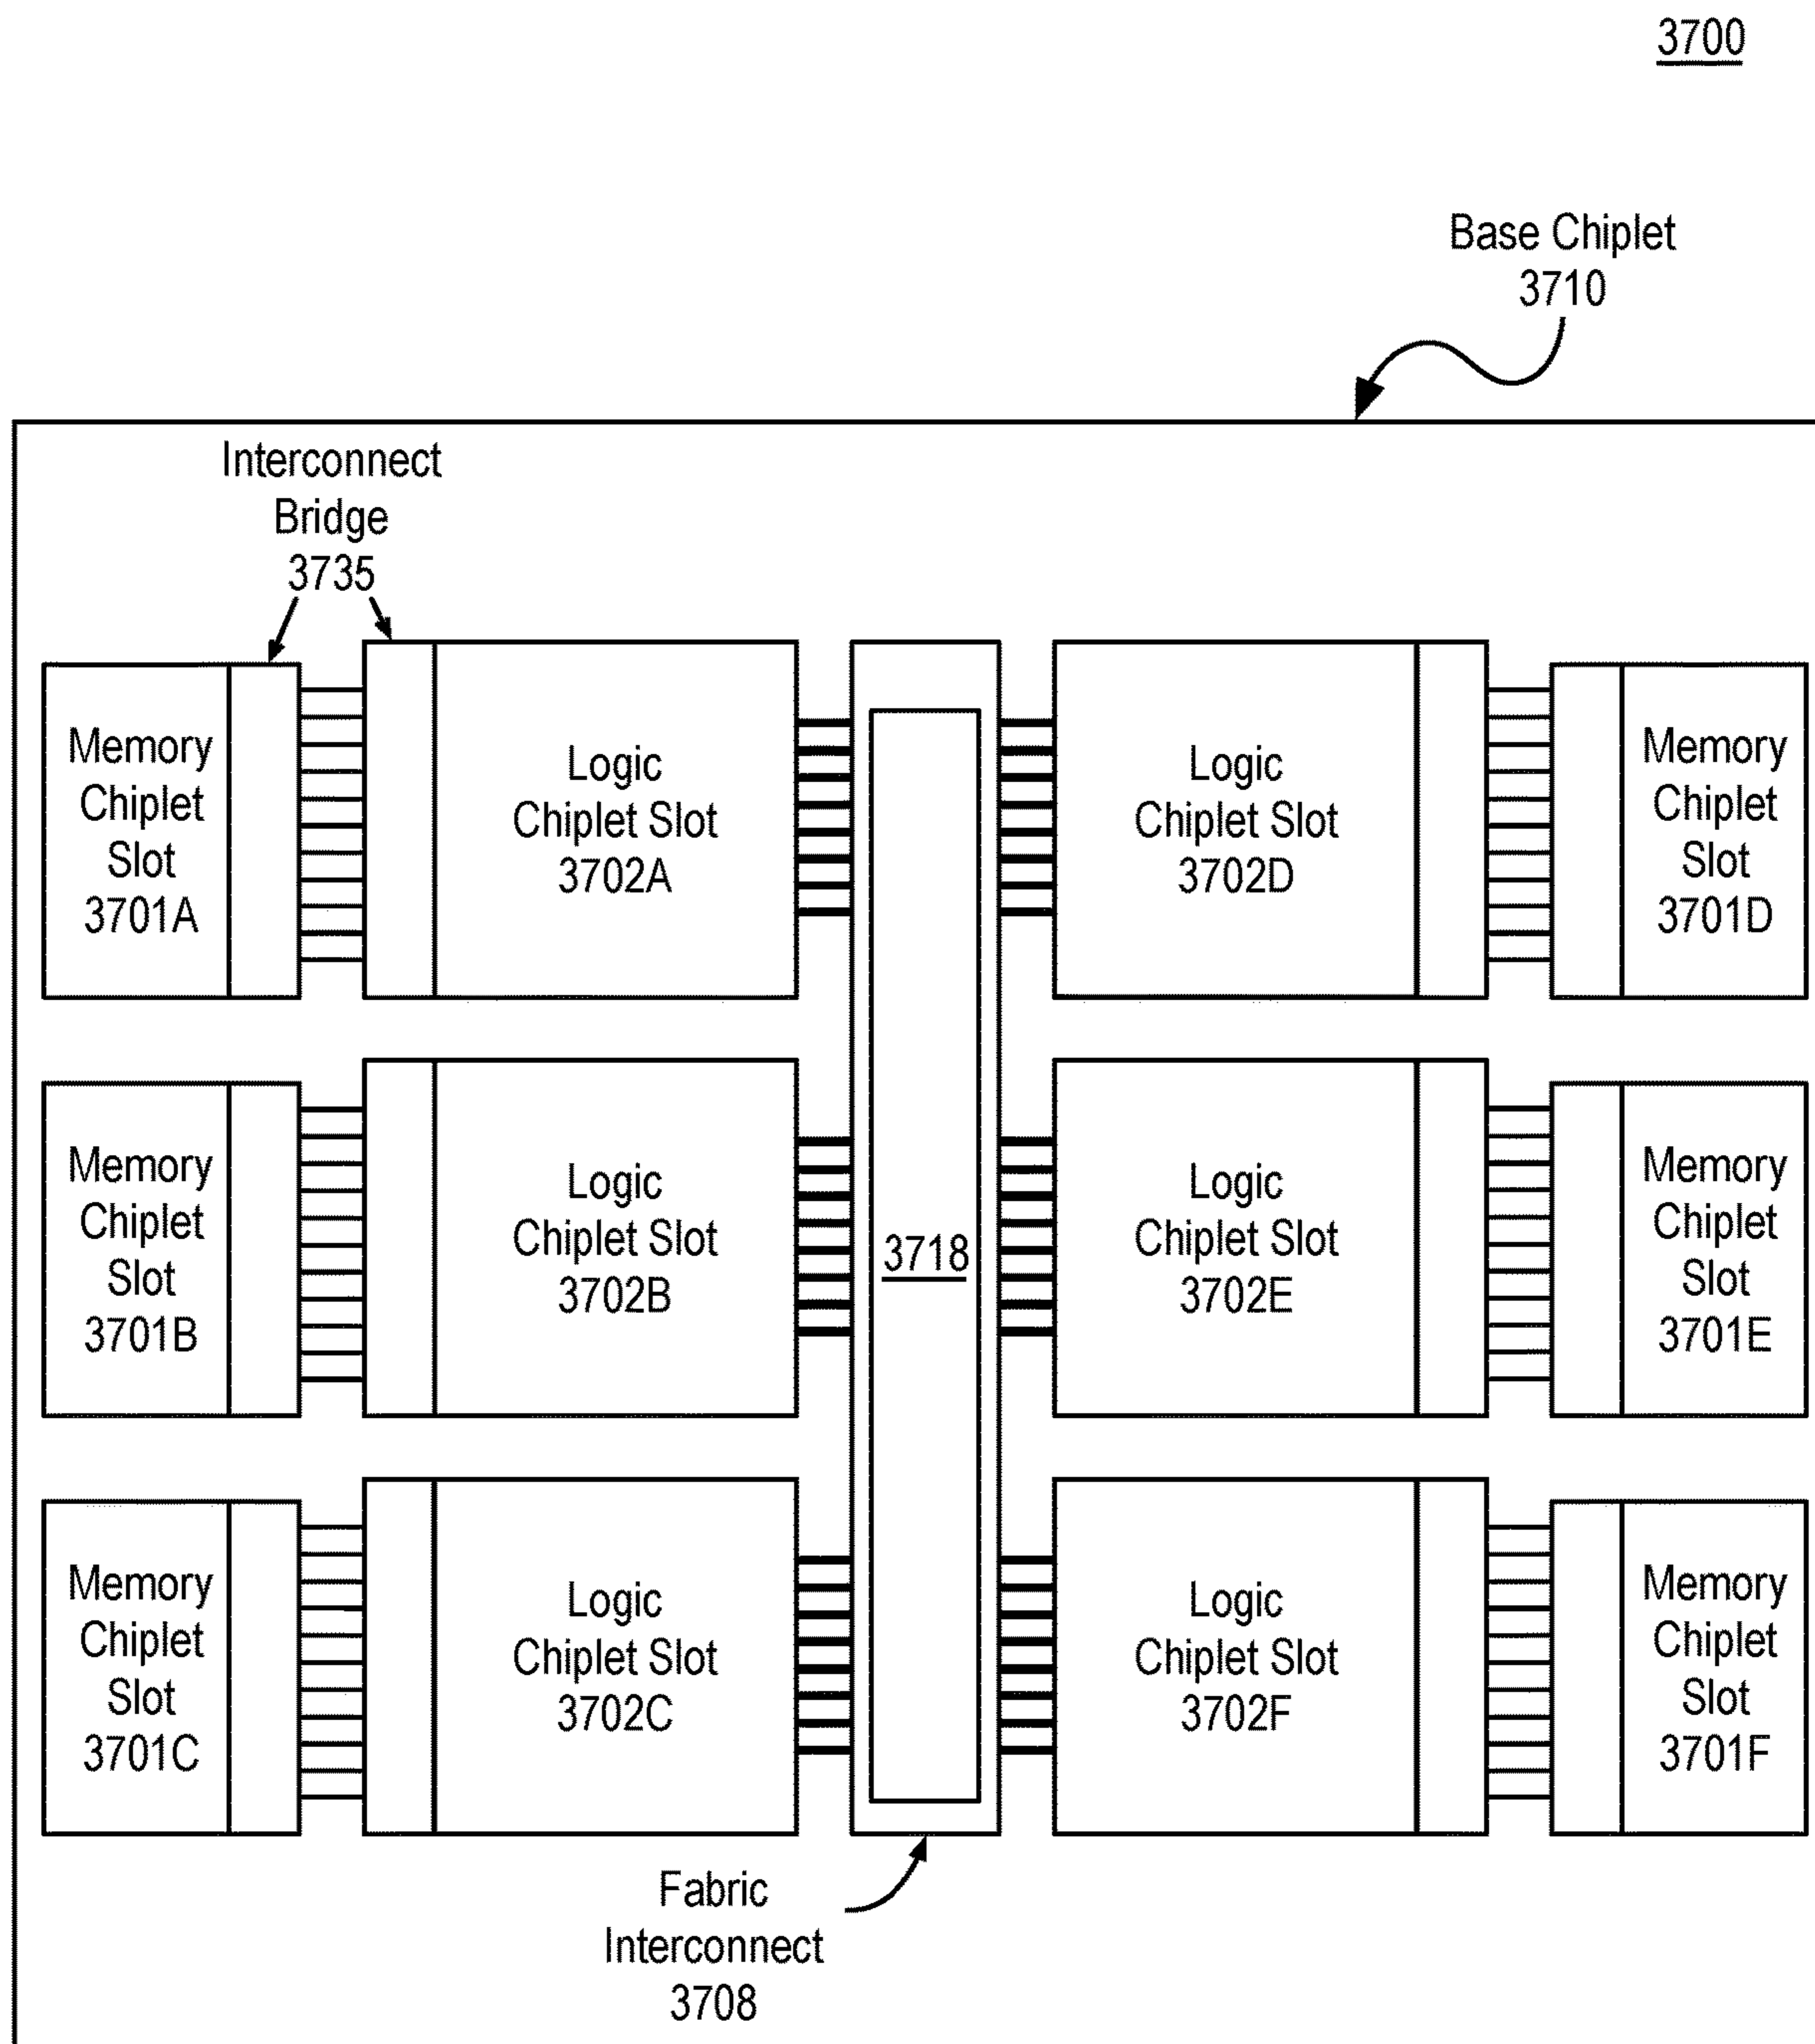 3700
Base Chiplet
3710
Interconnect
Bridge
3735
Memory
Chiplet
Slot
3701A
Logic
Chiplet Slot
3702A
Logic
Chiplet Slot
3702D
Memory
Chiplet
Slot
3701D
Memory
Chiplet
Slot
3701B
Logic
Chiplet Slot
3702B
3718
Logic
Chiplet Slot
3702E
Memory
Chiplet
Slot
3701E
Memory
Chiplet
Slot
3701C
Logic
Chiplet Slot
3702C
Logic
Chiplet Slot
3702F
Memory
Chiplet
Slot
3701F
Fabric
Interconnect
3708